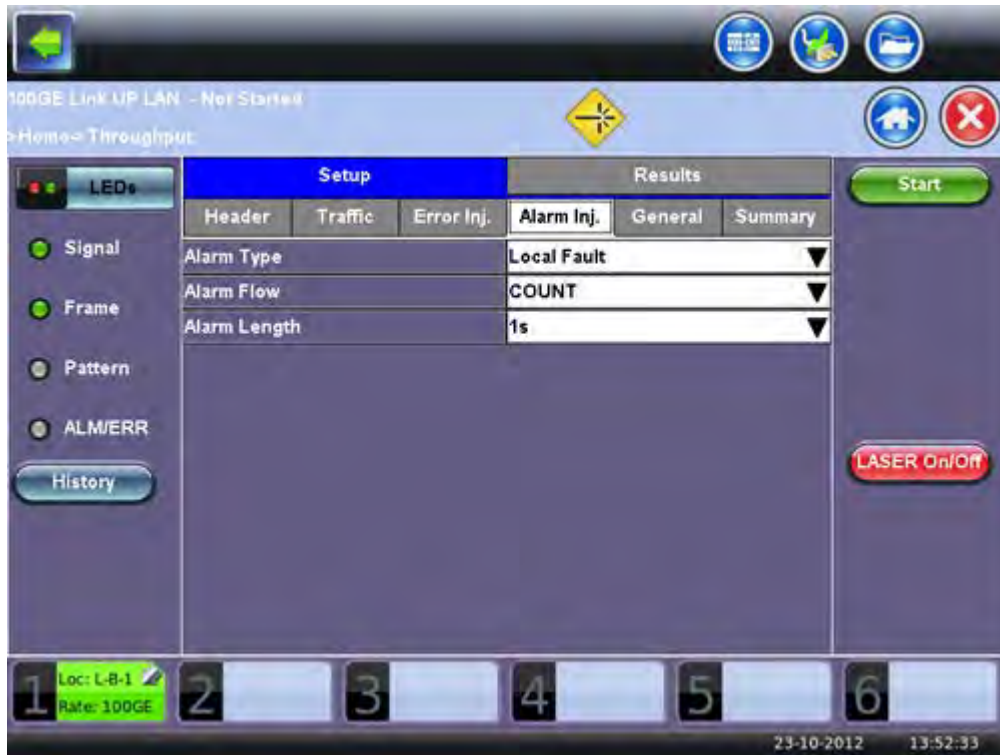 100GE Link UP LAN - Not Started
>Home> Throughput
LEDs
Setup
Results
Start
Header
Traffic
Error Inj.
Alarm Inj.
General
Summary
Signal
Alarm Type
Local Fault
Frame
Alarm Flow
COUNT
Alarm Length
1s
Pattern
ALM/ERR
History
LASER On/Off
1
Loc: L-B-1
Rate: 100GE
2
3
4
5
6
23-10-2012 13:52:33